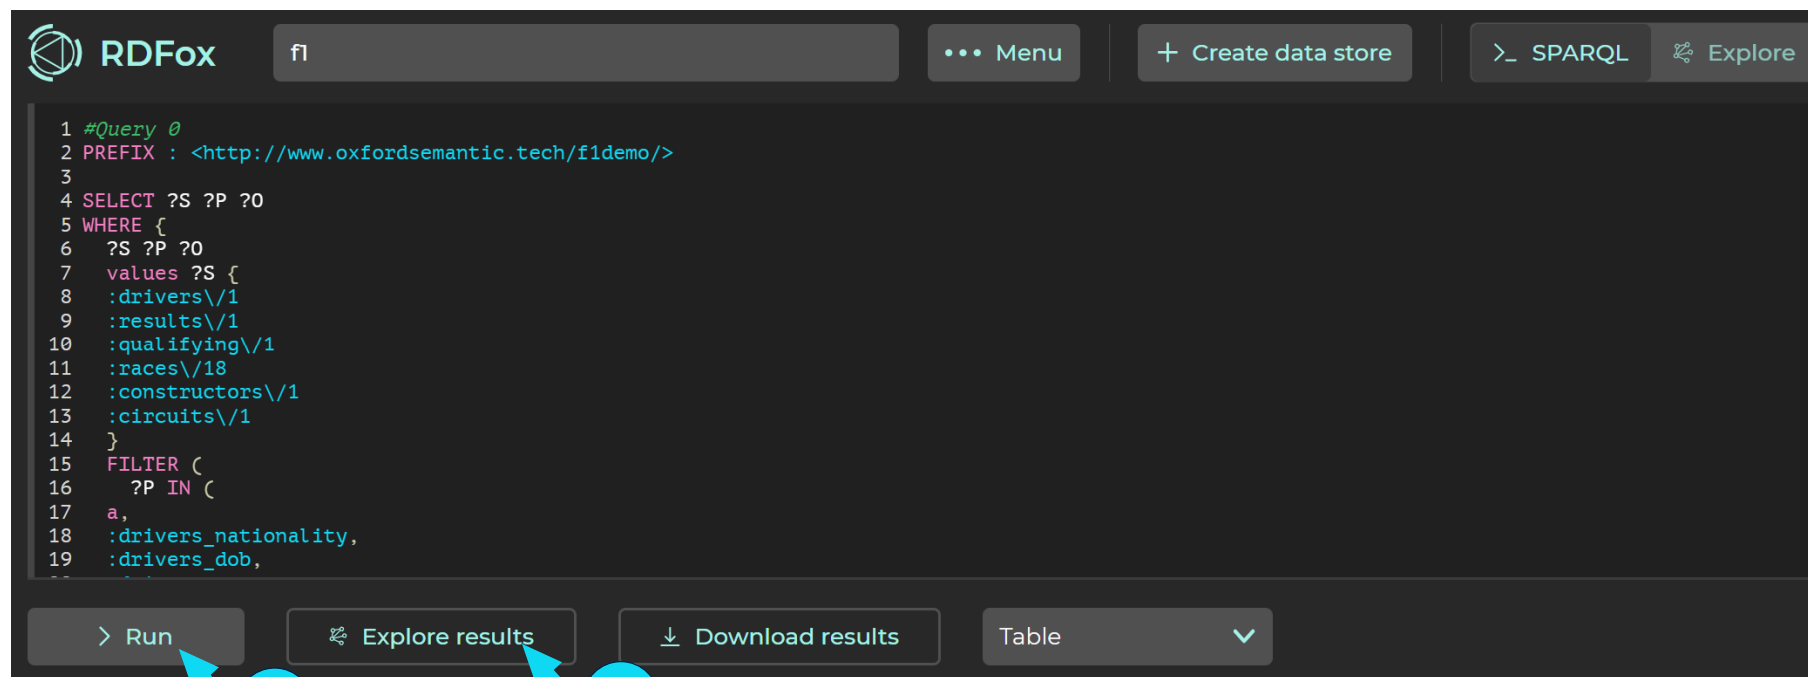 RDFox
f1
••• Menu
+ Create data store
>_ SPARQL
Explore
1 #Query 0
2 PREFIX : <http://www.oxfordsemantic.tech/f1demo/>
3
4 SELECT ?S ?P ?O
5 WHERE {
6 ?S ?P ?O
7 values ?S {
8 :drivers\/1
9 :results\/1
10 :qualifying\/1
11 :races\/18
12 :constructors\/1
13 :circuits\/1
14 }
15 FILTER (
16 ?P IN (
17 a,
18 :drivers_nationality,
19 :drivers_dob,
> Run
Explore results
Download results
Table